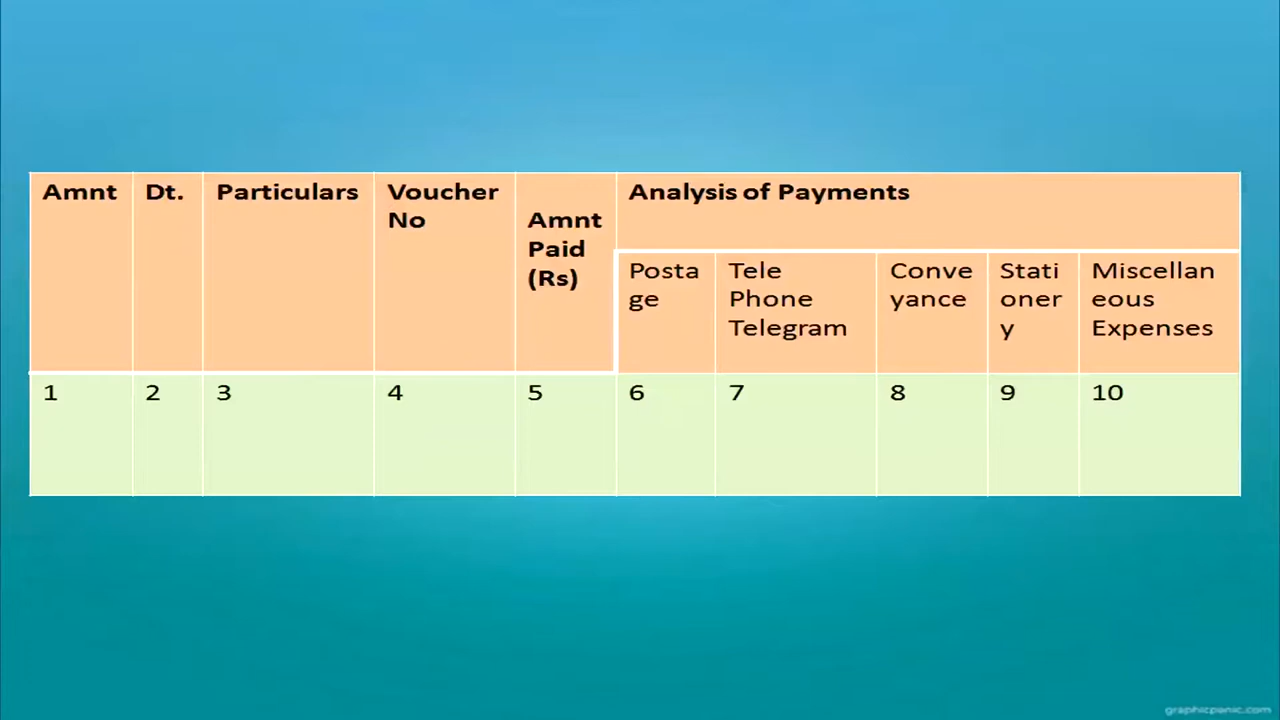 Amnt
Dt.
Particulars
Voucher
No
Amnt
Paid
(Rs)
Analysis of Payments
Posta
ge
Tele
Phone
Telegram
Conve
yance
Stati
oner
y
Miscellan
eous
Expenses
1 2 3 4 5 6 7 8 9 10
graphicpanic.com